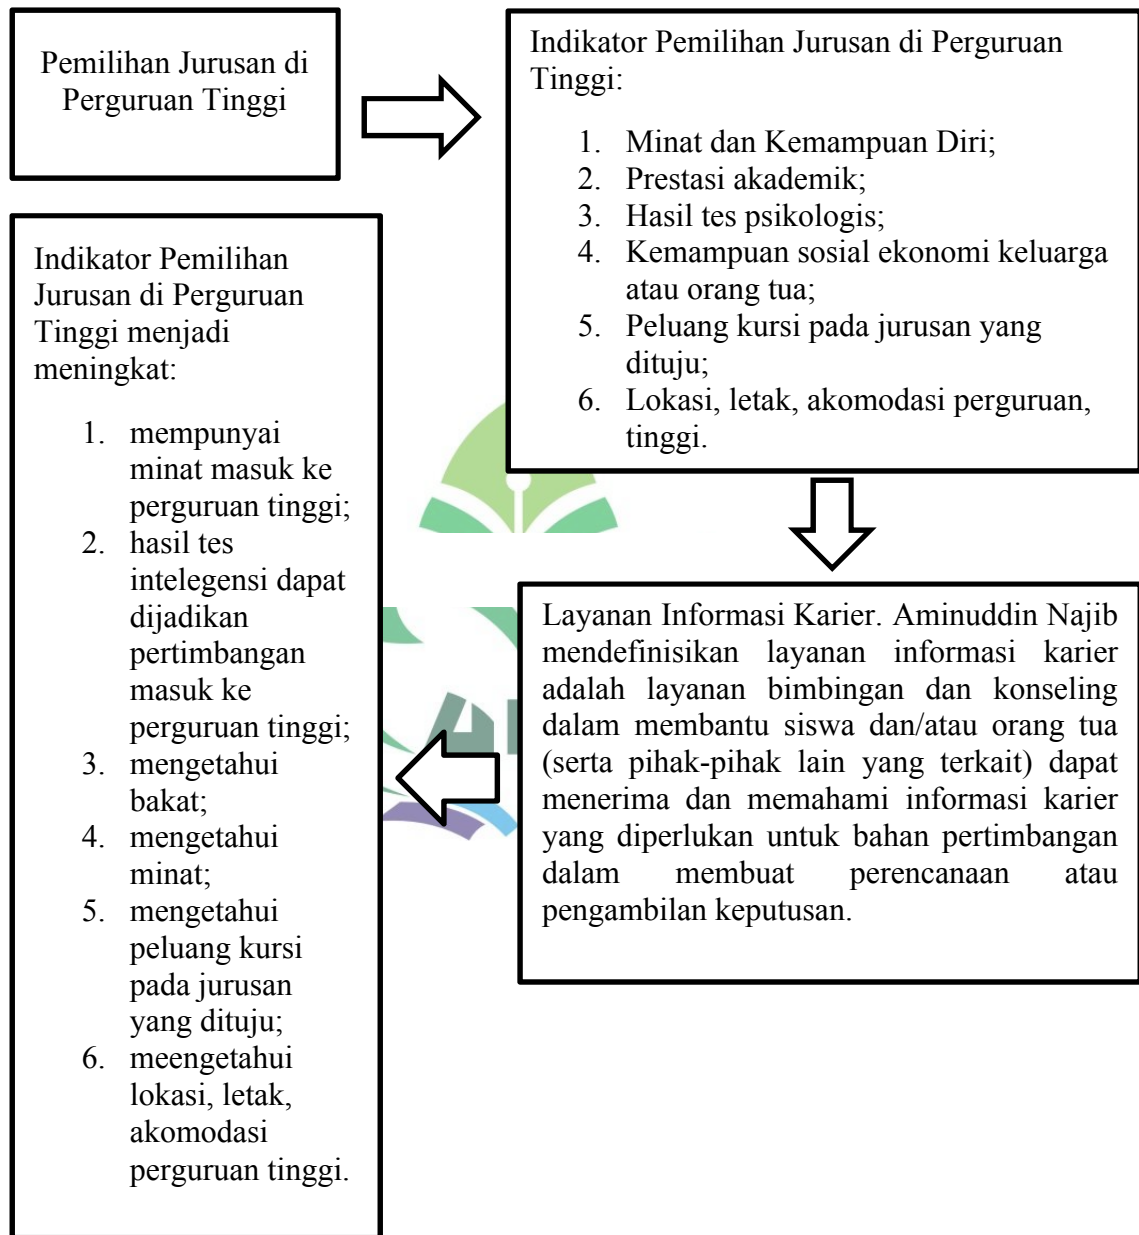 Pemilihan Jurusan di
Perguruan Tinggi
Indikator Pemilihan Jurusan di Perguruan
Tinggi:
1. Minat dan Kemampuan Diri;
2. Prestasi akademik;
3. Hasil tes psikologis;
4. Kemampuan sosial ekonomi keluarga
atau orang tua;
5. Peluang kursi pada jurusan yang
dituju;
6. Lokasi, letak, akomodasi perguruan,
tinggi.
Layanan Informasi Karier. Aminuddin Najib
mendefinisikan layanan informasi karier
adalah layanan bimbingan dan konseling
dalam membantu siswa dan/atau orang tua
(serta pihak-pihak lain yang terkait) dapat
menerima dan memahami informasi karier
yang diperlukan untuk bahan pertimbangan
dalam membuat perencanaan atau
pengambilan keputusan.
Indikator Pemilihan
Jurusan di Perguruan
Tinggi menjadi
meningkat:
1. mempunyai
minat masuk ke
perguruan tinggi;
2. hasil tes
intelegensi dapat
dijadikan
pertimbangan
masuk ke
perguruan tinggi;
3. mengetahui
bakat;
4. mengetahui
minat;
5. mengetahui
peluang kursi
pada jurusan
yang dituju;
6. meengetahui
lokasi, letak,
akomodasi
perguruan tinggi.